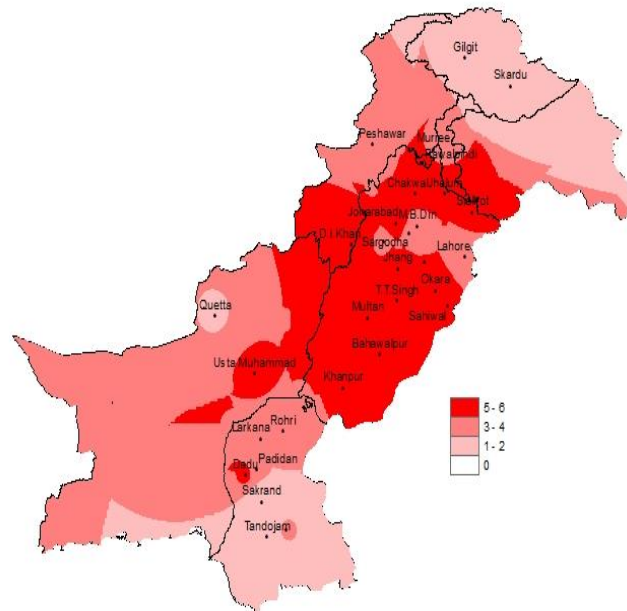 Gilgit
Skardu
Peshawar
Murree
Rawalpindi
Chakwal Jhalum
Sialkot
Joharabad M.B.Din
D.I.Khan
Sargodha
Lahore
Jhang
Okara
T.T.Singh
Quetta
Multan
Sahiwal
Bahawalpur
Usta Muhammad
Khanpur
5 - 6
3 - 4
1 - 2
0
Rohri
Larkana
Padidan
Dadu
Sakrand
Tandojam